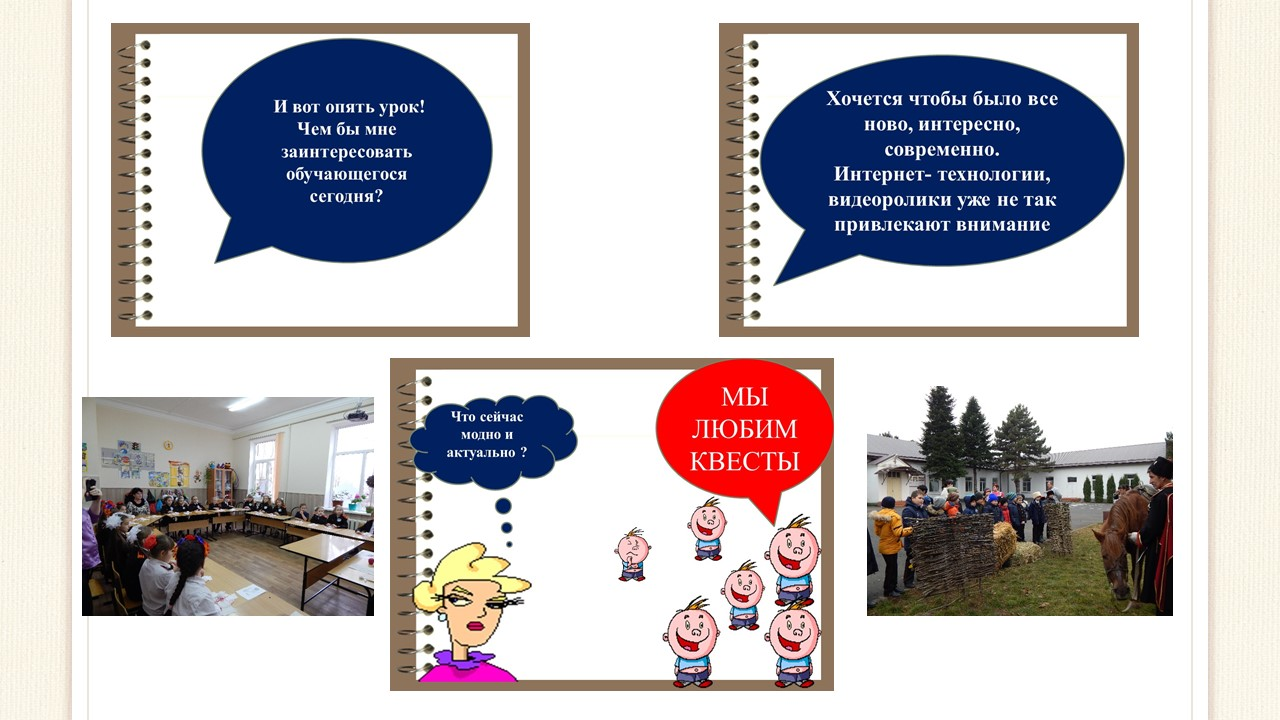 И вот опять урок!
Чем бы мне
заинтересовать
обучающегося
сегодня?
Хочется чтобы было все
ново, интересно,
современно.
Интернет- технологии,
видеоролики уже не так
привлекают внимание
Что сейчас
модно и
актуально ?
МЫ
ЛЮБИМ
КВЕСТЫ